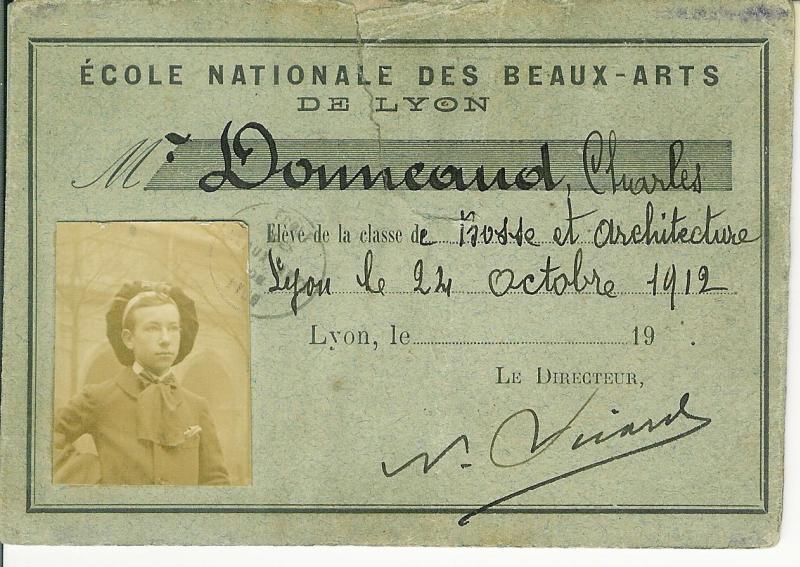 ÉCOLE NATIONALE DES BEAUX-ARTS
DE LYON
Mr Donneaud, Charles
Elève de la classe de Bosse et architecture
Lyon le 24 octobre 1912
Lyon, le 19 .
LE DIRECTEUR,